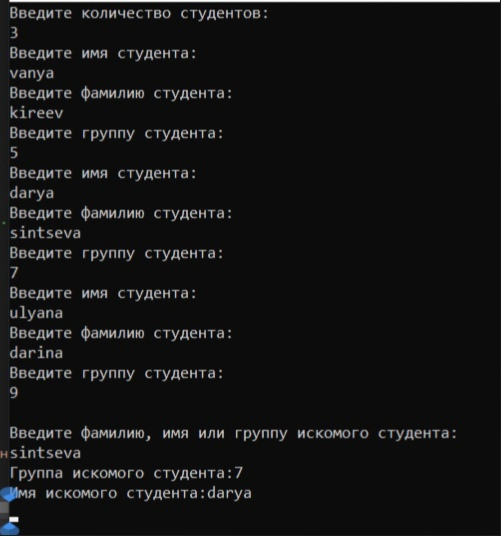 Введите количество студентов:
3
Введите имя студента:
vanya
Введите фамилию студента:
kireev
Введите группу студента:
5
Введите имя студента:
darya
Введите фамилию студента:
sintseva
Введите группу студента:
7
Введите имя студента:
ulyana
Введите фамилию студента:
darina
Введите группу студента:
9
Введите фамилию, имя или группу искомого студента:
н sintseva
Группа искомого студента:7
Имя искомого студента:darya